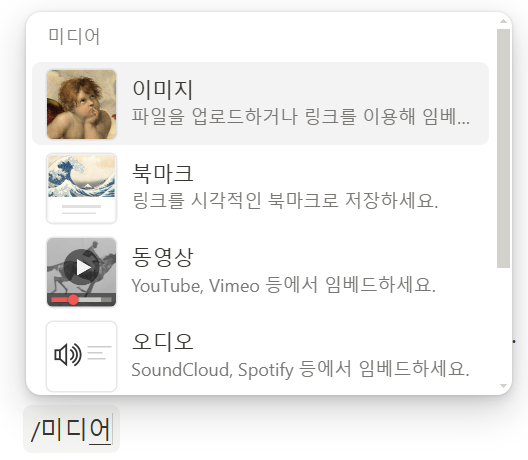 미디어
이미지
파일을 업로드하거나 링크를 이용해 임베...
북마크
링크를 시각적인 북마크로 저장하세요.
동영상
YouTube, Vimeo 등에서 임베드하세요.
오디오
SoundCloud, Spotify 등에서 임베드하세요.
/미디어